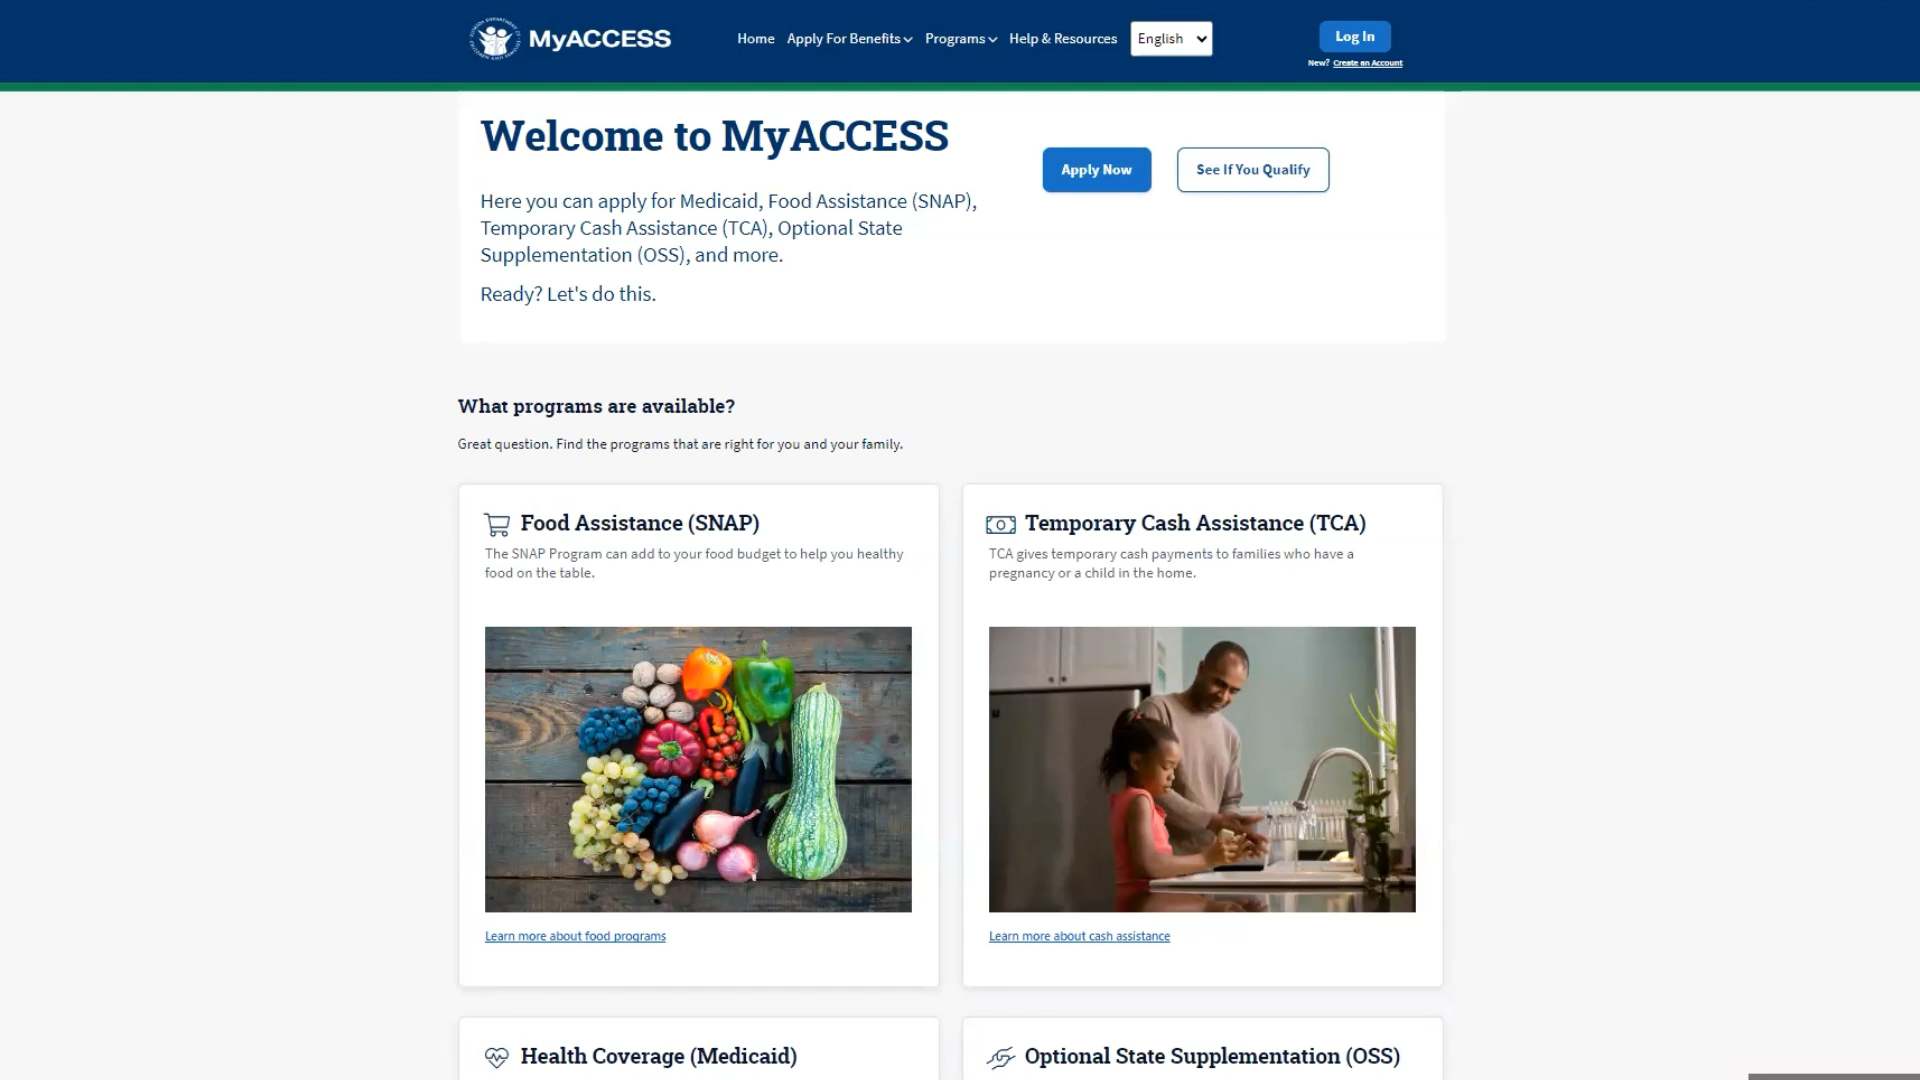 MyACCESS
Home
Apply For Benefits
Programs
Help & Resources
English
Log In
New? Create an Account
Welcome to MyACCESS
Here you can apply for Medicaid, Food Assistance (SNAP),
Temporary Cash Assistance (TCA), Optional State
Supplementation (OSS), and more.
Ready? Let's do this.
Apply Now
See If You Qualify
What programs are available?
Great question. Find the programs that are right for you and your family.
Food Assistance (SNAP)
The SNAP Program can add to your food budget to help you healthy
food on the table.
Learn more about food programs
Temporary Cash Assistance (TCA)
TCA gives temporary cash payments to families who have a
pregnancy or a child in the home.
Learn more about cash assistance
Health Coverage (Medicaid)
Optional State Supplementation (OSS)